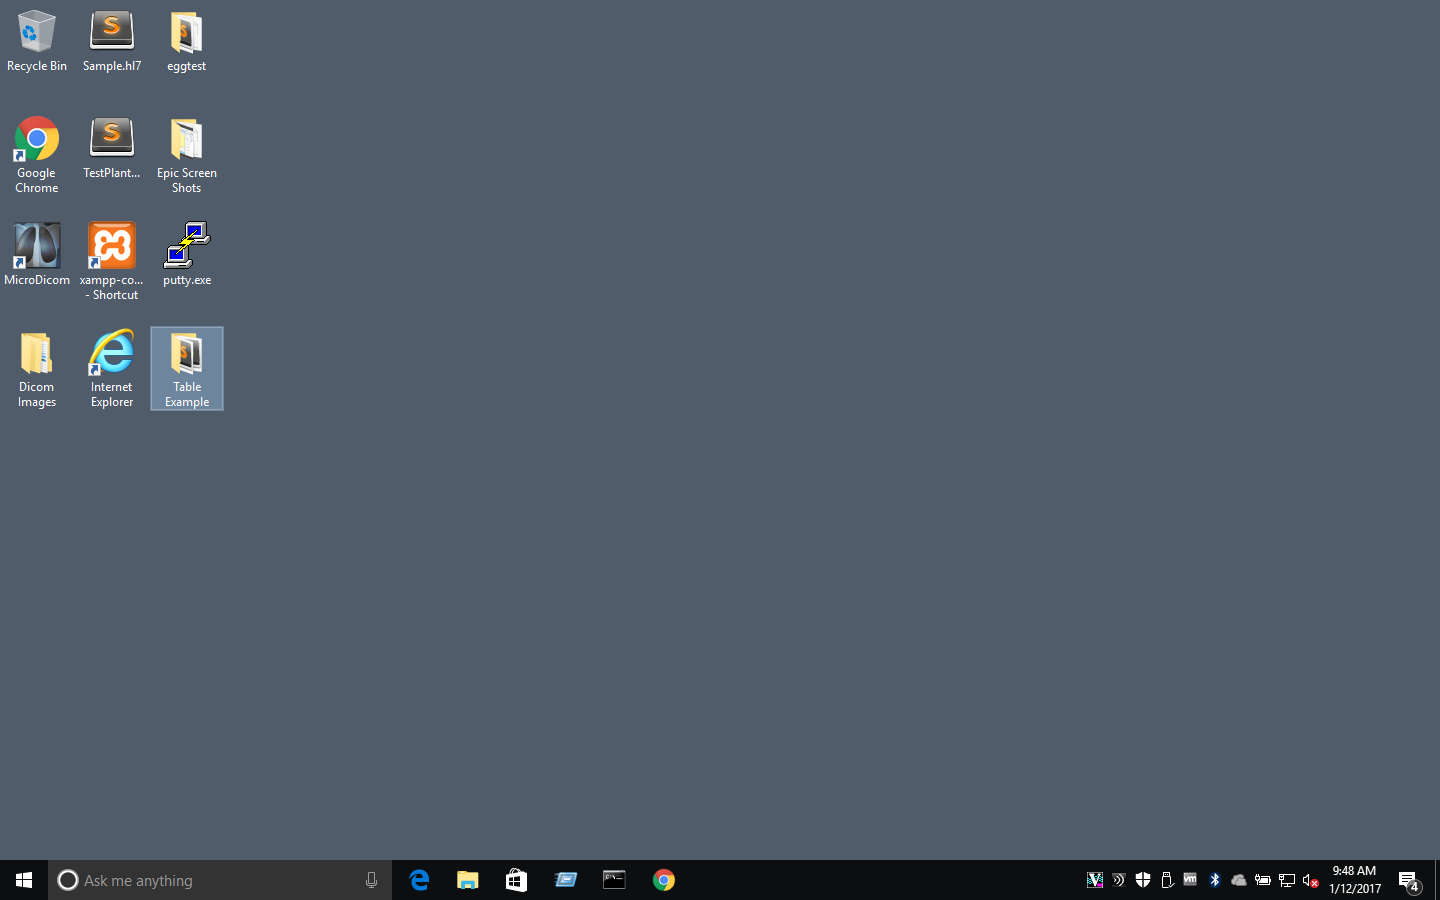 Recycle Bin
Sample.hl7
eggtest
Google
Chrome
TestPlant...
Epic Screen
Shots
MicroDicom
xampp-co...
- Shortcut
putty.exe
Dicom
Images
Internet
Explorer
Table
Example
Ask me anything
9:48 AM
1/12/2017
4